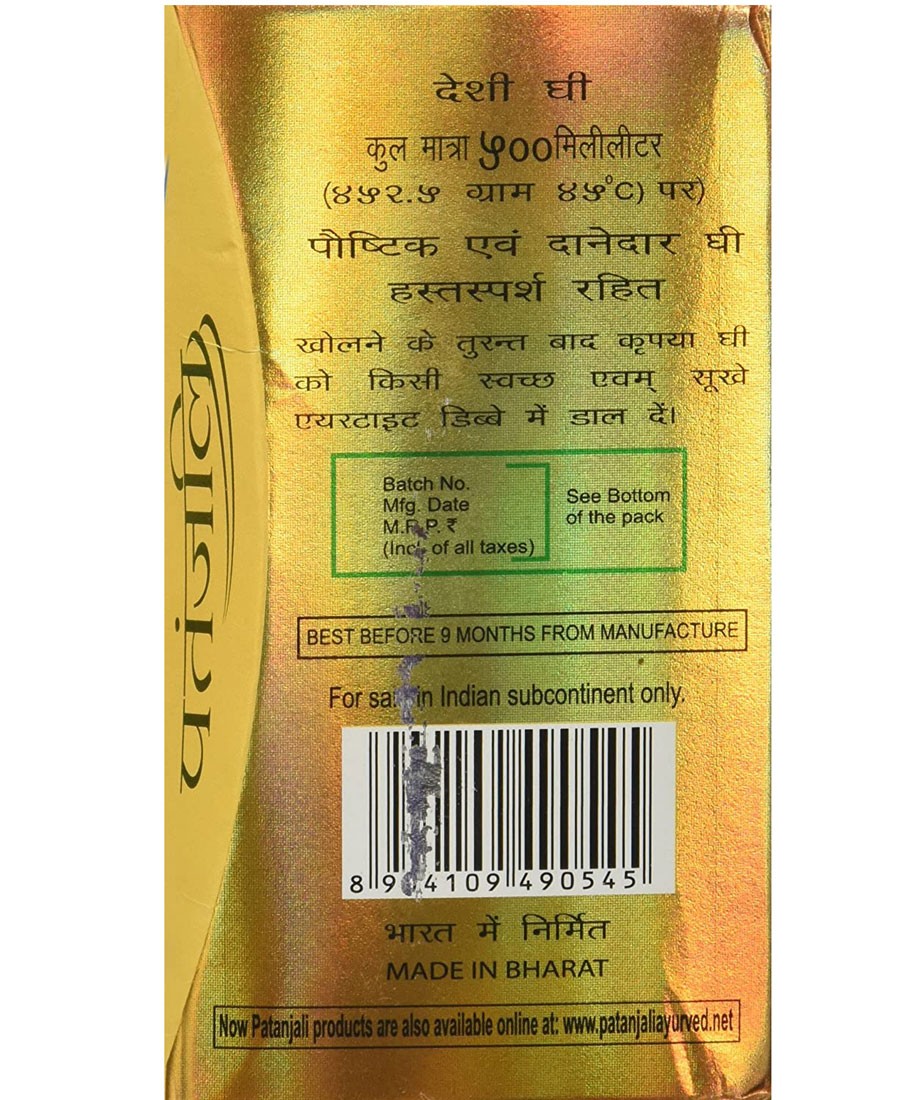 देशी घी
कुल मात्रा ५००मिलीलीटर
(४५२.५ ग्राम ४५°C) पर)
पौष्टिक एवं दानेदार घी
हस्तस्पर्श रहित
खोलने के तुरन्त बाद कृपया घी
को किसी स्वच्छ एवम् सूखे
एयरटाइट डिब्बे में डाल दें।
पतंजलि
Batch No.
Mfg. Date
M.R.P. ₹
(Incl. of all taxes)
See Bottom
of the pack
BEST BEFORE 9 MONTHS FROM MANUFACTURE
For sale in Indian subcontinent only.
8 9 4109 490545
भारत में निर्मित
MADE IN BHARAT
Now Patanjali products are also available online at: www.patanjaliayurved.net